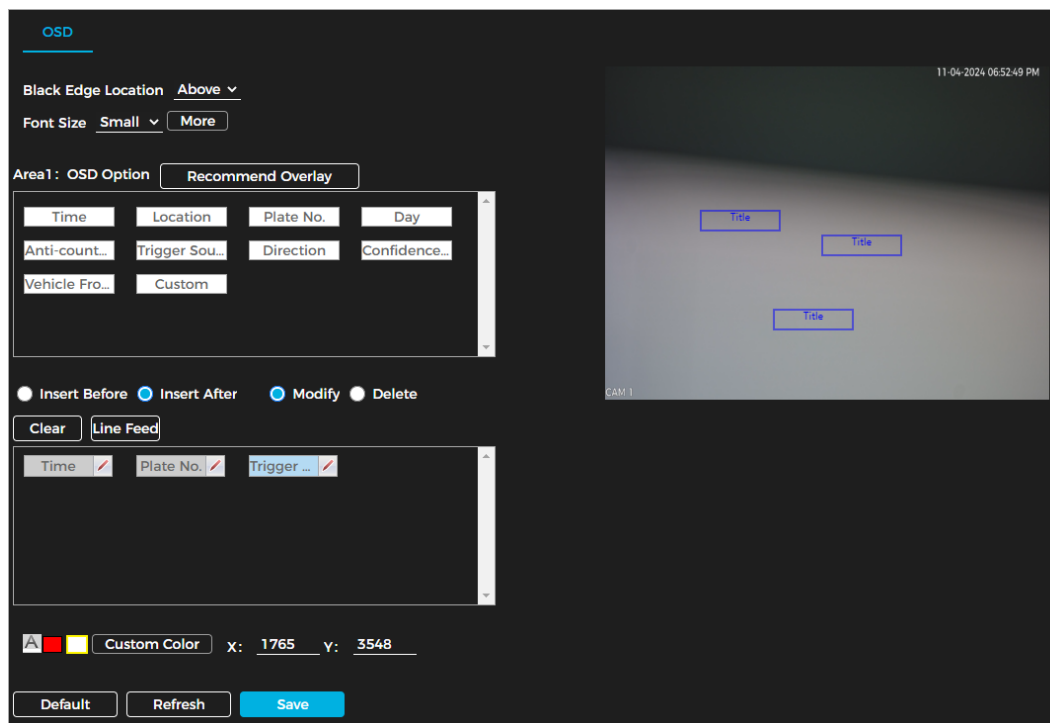 OSD
11-04-2024 06:52:49 PM
Black Edge Location Above
Font Size Small More
Area1: OSD Option Recommend Overlay
Time Location Plate No. Day
Anti-count... Trigger Sou... Direction Confidence...
Vehicle Fro... Custom
Title
Title
Title
CAM 1
Insert Before Insert After Modify Delete
Clear Line Feed
Time Plate No. Trigger ...
A Custom Color X: 1765 Y: 3548
Default Refresh Save